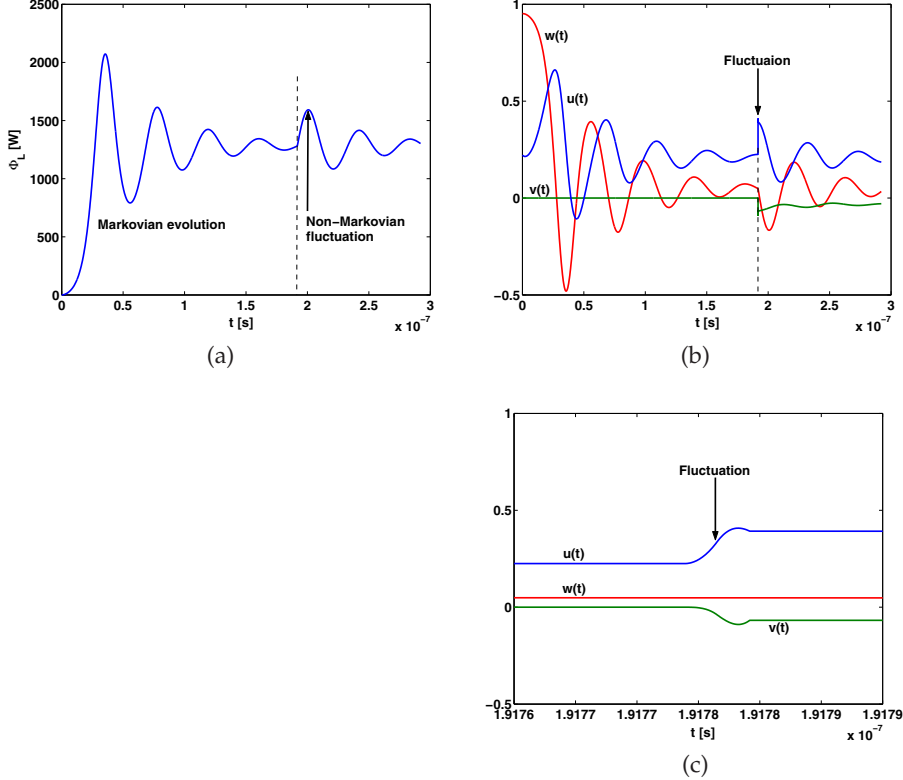 2500
2000
1500
1000
500
0
Φ_L [W]
Markovian evolution
Non−Markovian
fluctuation
0 0.5 1 1.5 2 2.5 3
t [s]
x 10^−7
(a)
1
0.5
0
−0.5
w(t)
u(t)
v(t)
Fluctuaion
0 0.5 1 1.5 2 2.5 3
t [s]
x 10^−7
(b)
1
0.5
0
−0.5
Fluctuation
u(t)
w(t)
v(t)
1.9176 1.9177 1.9177 1.9178 1.9178 1.9179 1.9179
t [s]
x 10^−7
(c)